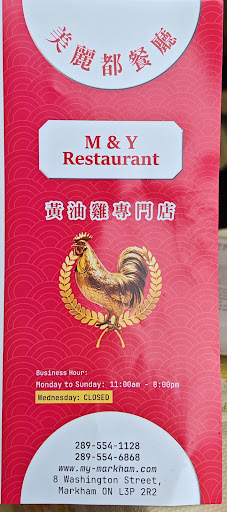 美麗都餐廳
M & Y
Restaurant
黃油雞專門店
Business Hour:
Monday to Sunday: 11:00am - 8:00pm
Wednesday: CLOSED
289-554-1128
289-554-6868
www.my-markham.com
8 Washington Street,
Markham ON L3P 2R2